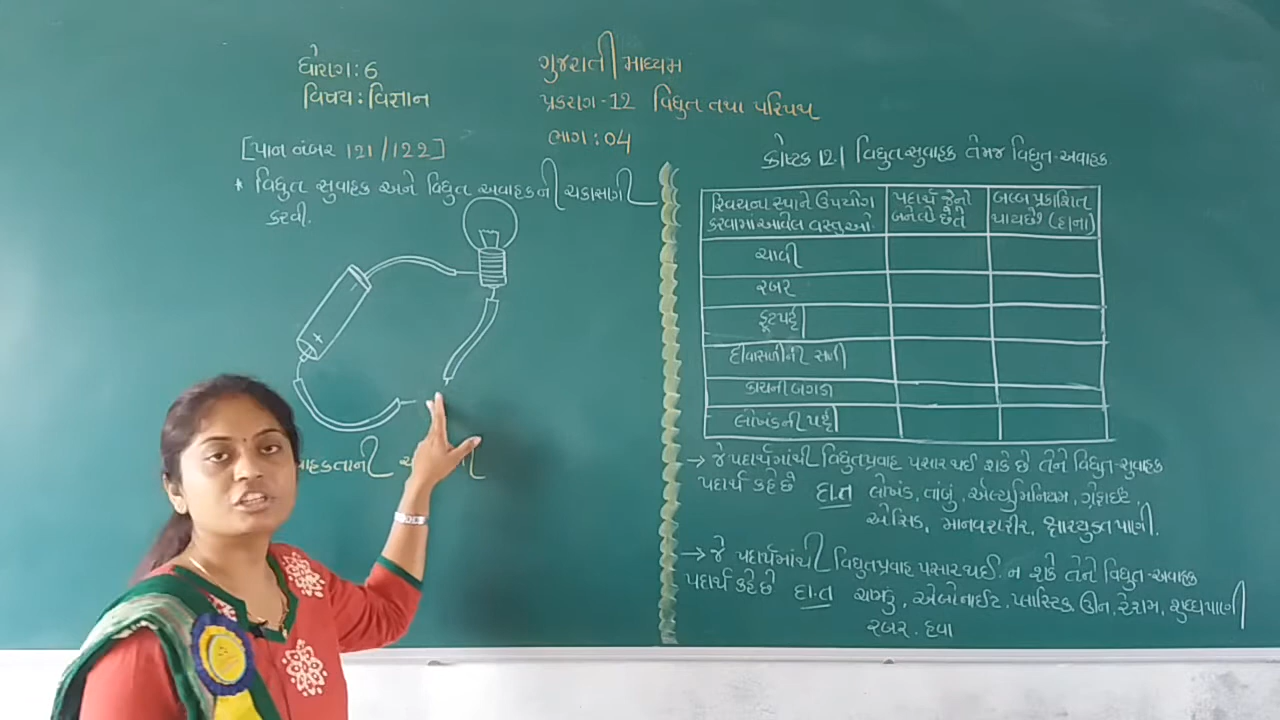 ધોરણ : 6
વિષય : વિજ્ઞાન
ગુજરાતી માધ્યમ
પ્રકરણ - 12 વિદ્યુત તથા પરિપથ
ભાગ : 04
[પાન નંબર 121/122]
* વિદ્યુત સુવાહક અને વિદ્યુત અવાહકની ચકાસણી
કરવી.
+
કોષ્ટક 12.1 વિદ્યુત સુવાહક તેમજ વિદ્યુત-અવાહક
સ્વિચના સ્થાને ઉપયોગ કરવામાં આવેલ વસ્તુઓ | પદાર્થ જેનો બનેલો છે તે | બલ્બ પ્રકાશિત થાય છે? (હા/ના)
ચાવી
રબર
ફૂટપટ્ટી
દીવાસળીની સળી
કાચની બંગડી
લોખંડની પટ્ટી
→ જે પદાર્થમાંથી વિદ્યુતપ્રવાહ પસાર થઈ શકે છે તેને વિદ્યુત-સુવાહક
પદાર્થ કહે છે દા.ત લોખંડ, તાંબું, એલ્યુમિનિયમ, ગ્રેફાઈટ,
એસિડ, માનવશરીર, ક્ષારયુક્ત પાણી.
→ જે પદાર્થમાંથી વિદ્યુતપ્રવાહ પસાર થઈ ન શકે તેને વિદ્યુત-અવાહક
પદાર્થ કહે છે દા.ત ચામડું, એબોનાઈટ, પ્લાસ્ટિક, ઊન, રેશમ, શુદ્ધપાણી
રબર, હવા